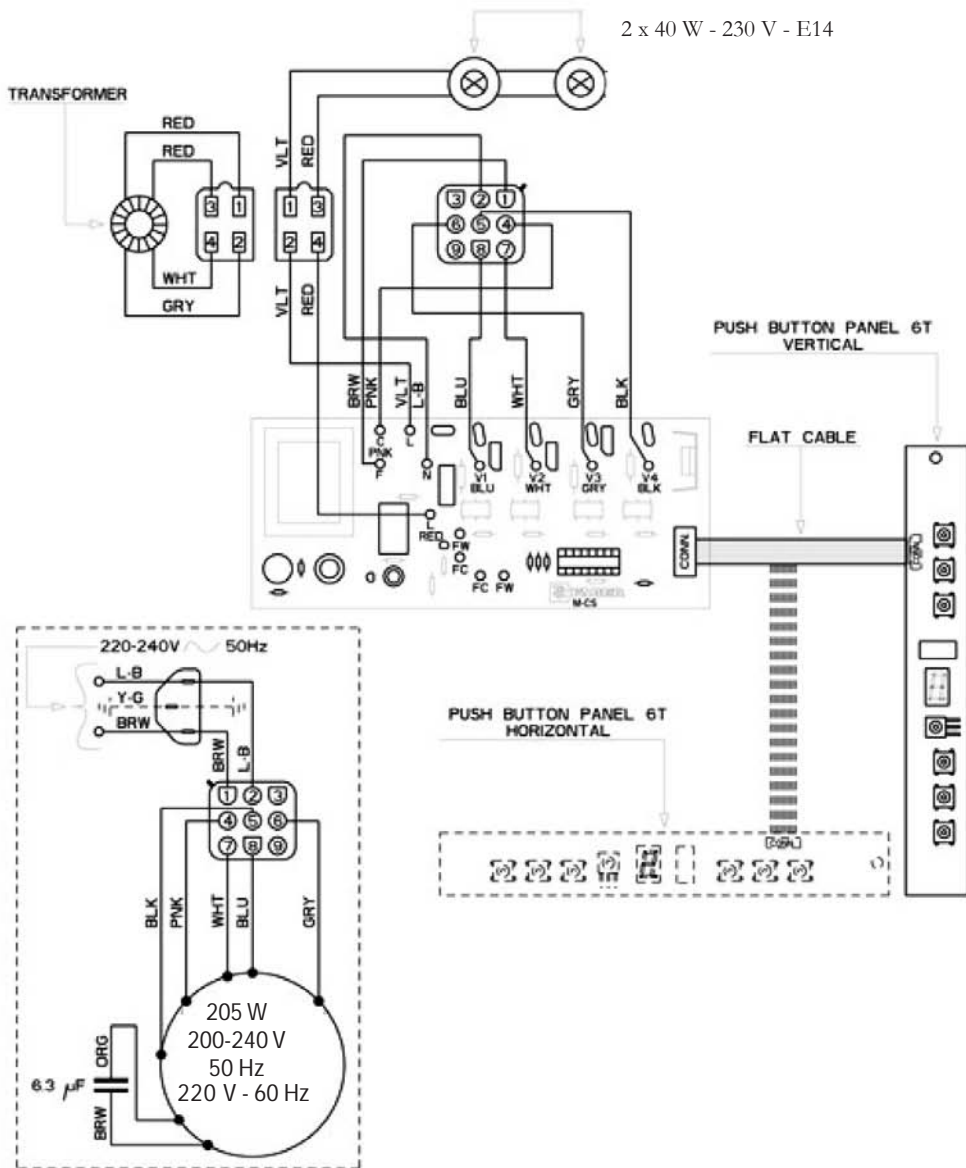 2 x 40 W - 230 V - E14
TRANSFORMER
RED
RED
3 1
4 2
WHT
GRY
VLT
RED
1 3
2 4
VLT
RED
3 2 1
6 5 4
9 8 7
BRW
PNK
VLT
L-B
BLU
WHT
GRY
BLK
PUSH BUTTON PANEL 6T
VERTICAL
FLAT CABLE
C
PNK
F
L
N
V1
BLU
V2
WHT
V3
GRY
V4
BLK
L
RED
FW
FC
FC FW
FABER
M-CS
CONN.
220-240V 50Hz
L-B
Y-G
BRW
BRW
L-B
1 2 3
4 5 6
7 8 9
BLK
PNK
WHT
BLU
GRY
205 W
200-240 V
50 Hz
220 V - 60 Hz
ORG
6.3 µF
BRW
PUSH BUTTON PANEL 6T
HORIZONTAL